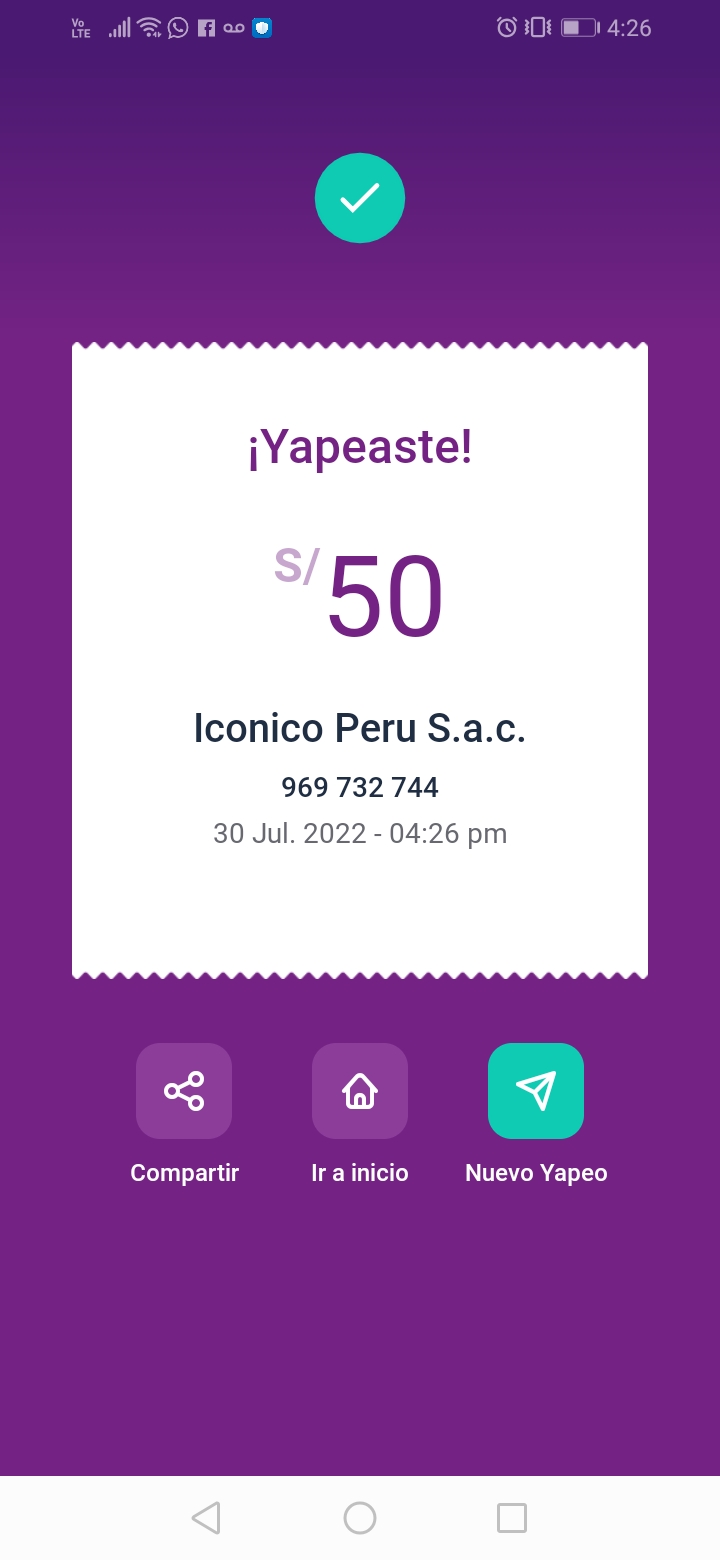 Vo
LTE
4:26
¡Yapeaste!
S/50
Iconico Peru S.a.c.
969 732 744
30 Jul. 2022 - 04:26 pm
Compartir
Ir a inicio
Nuevo Yapeo